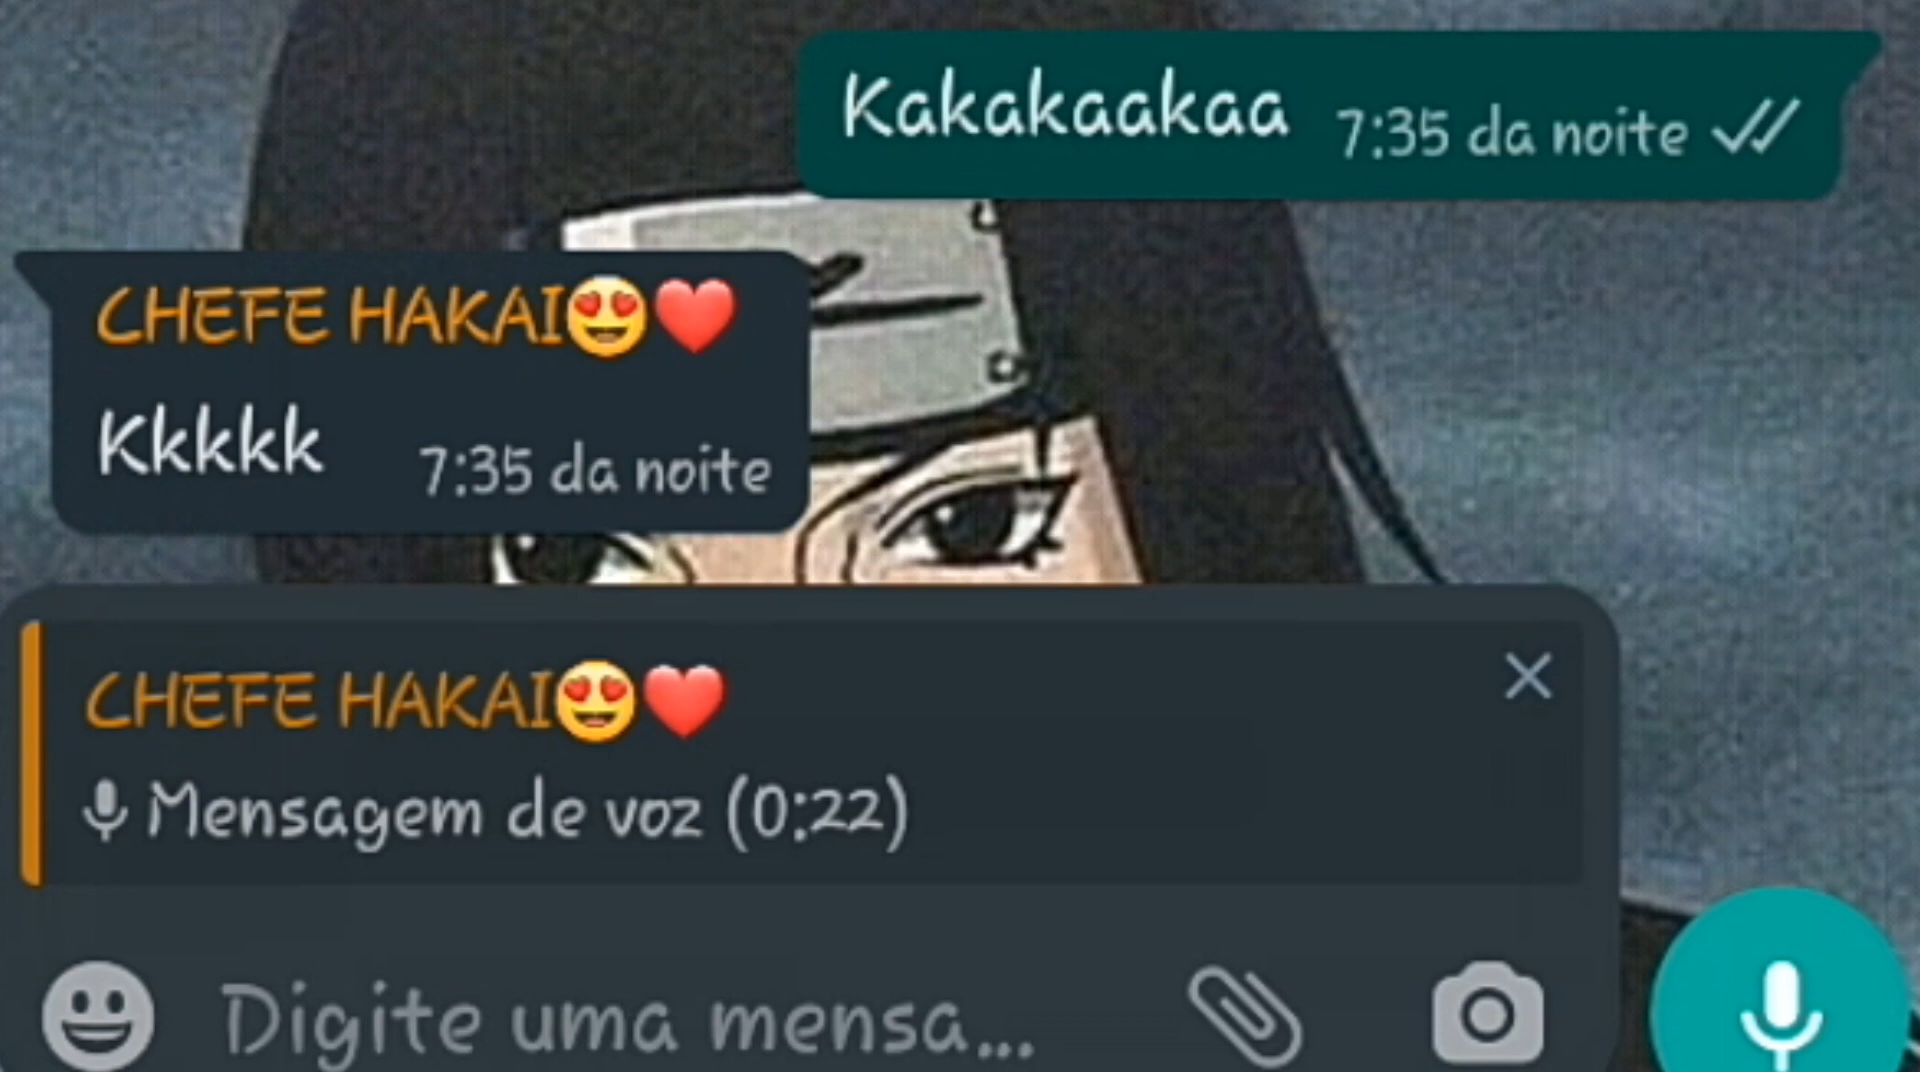 Kakakaakaa 7:35 da noite
CHEFE HAKAI😍❤️
Kkkkk 7:35 da noite
CHEFE HAKAI😍❤️
Mensagem de voz (0:22)
Digite uma mensa...